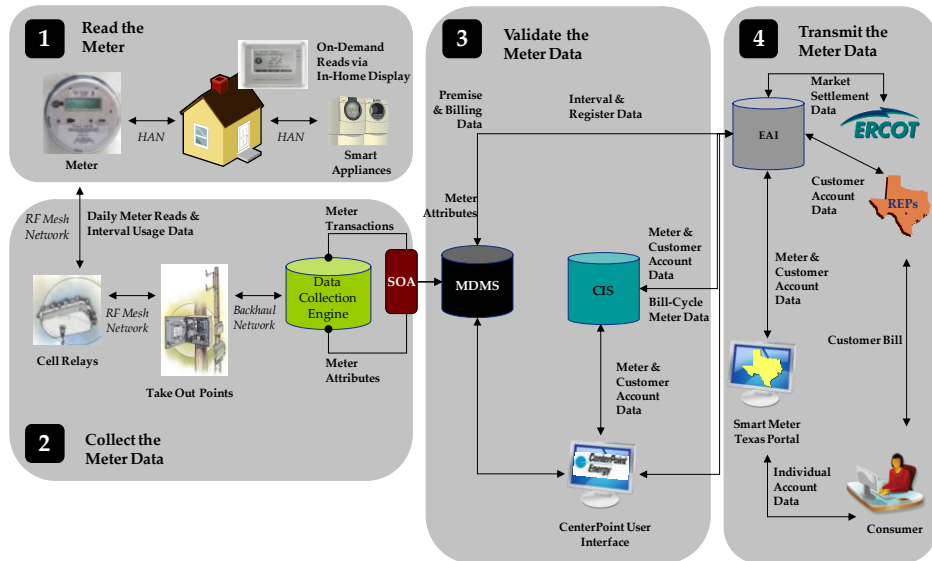 1
Read the
Meter
On-Demand
Reads via
In-Home Display
HAN
HAN
Meter
Smart
Appliances
RF Mesh
Network
Daily Meter Reads &
Interval Usage Data
Meter
Transactions
Data
Collection
Engine
SOA
RF Mesh
Network
Backhaul
Network
Cell Relays
Take Out Points
Meter
Attributes
2
Collect the
Meter Data
3
Validate the
Meter Data
Premise
& Billing
Data
Interval &
Register Data
Meter
Attributes
MDMS
Meter &
Customer
Account
Data
CIS
Bill-Cycle
Meter Data
Meter &
Customer
Account
Data
CenterPoint
Energy
CenterPoint User
Interface
4
Transmit the
Meter Data
Market
Settlement
Data
EAI
ERCOT
Customer
Account
Data
REPs
Meter &
Customer
Account
Data
Customer Bill
Smart Meter
Texas Portal
Individual
Account
Data
Consumer